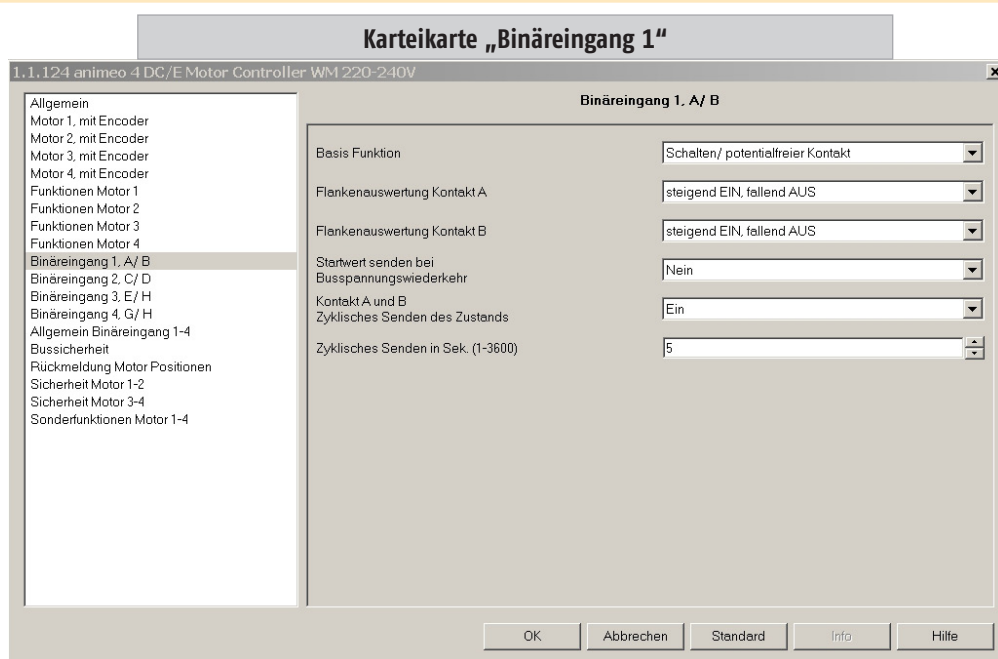 Karteikarte „Binäreingang 1“
1.1.124 animeo 4 DC/E Motor Controller WM 220-240V
Allgemein
Motor 1, mit Encoder
Motor 2, mit Encoder
Motor 3, mit Encoder
Motor 4, mit Encoder
Funktionen Motor 1
Funktionen Motor 2
Funktionen Motor 3
Funktionen Motor 4
Binäreingang 1, A/ B
Binäreingang 2, C/ D
Binäreingang 3, E/ H
Binäreingang 4, G/ H
Allgemein Binäreingang 1-4
Bussicherheit
Rückmeldung Motor Positionen
Sicherheit Motor 1-2
Sicherheit Motor 3-4
Sonderfunktionen Motor 1-4
Binäreingang 1, A/ B
Basis Funktion
Schalten/ potentialfreier Kontakt
Flankenauswertung Kontakt A
steigend EIN, fallend AUS
Flankenauswertung Kontakt B
steigend EIN, fallend AUS
Startwert senden bei
Busspannungswiederkehr
Nein
Kontakt A und B
Zyklisches Senden des Zustands
Ein
Zyklisches Senden in Sek. (1-3600)
5
OK
Abbrechen
Standard
Info
Hilfe